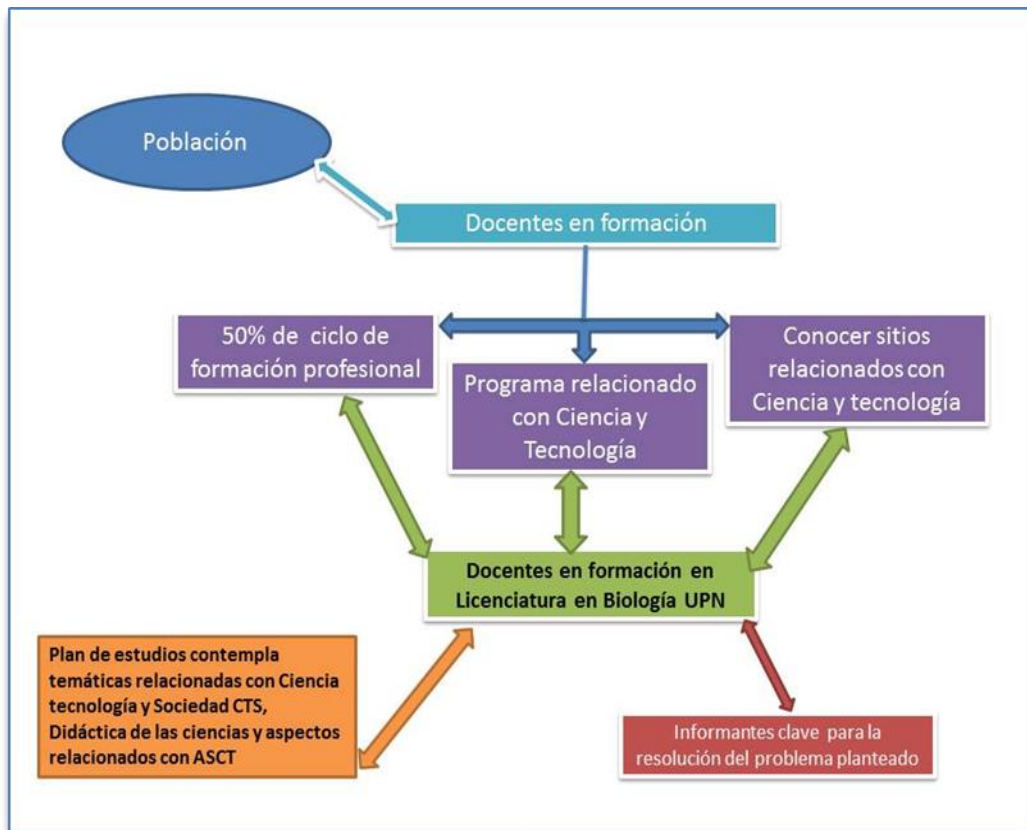 Población
Docentes en formación
50% de ciclo de
formación profesional
Programa relacionado
con Ciencia y
Tecnología
Conocer sitios
relacionados con
Ciencia y tecnología
Docentes en formación en
Licenciatura en Biología UPN
Plan de estudios contempla
temáticas relacionadas con Ciencia
tecnología y Sociedad CTS,
Didáctica de las ciencias y aspectos
relacionados con ASCT
Informantes clave para la
resolución del problema planteado